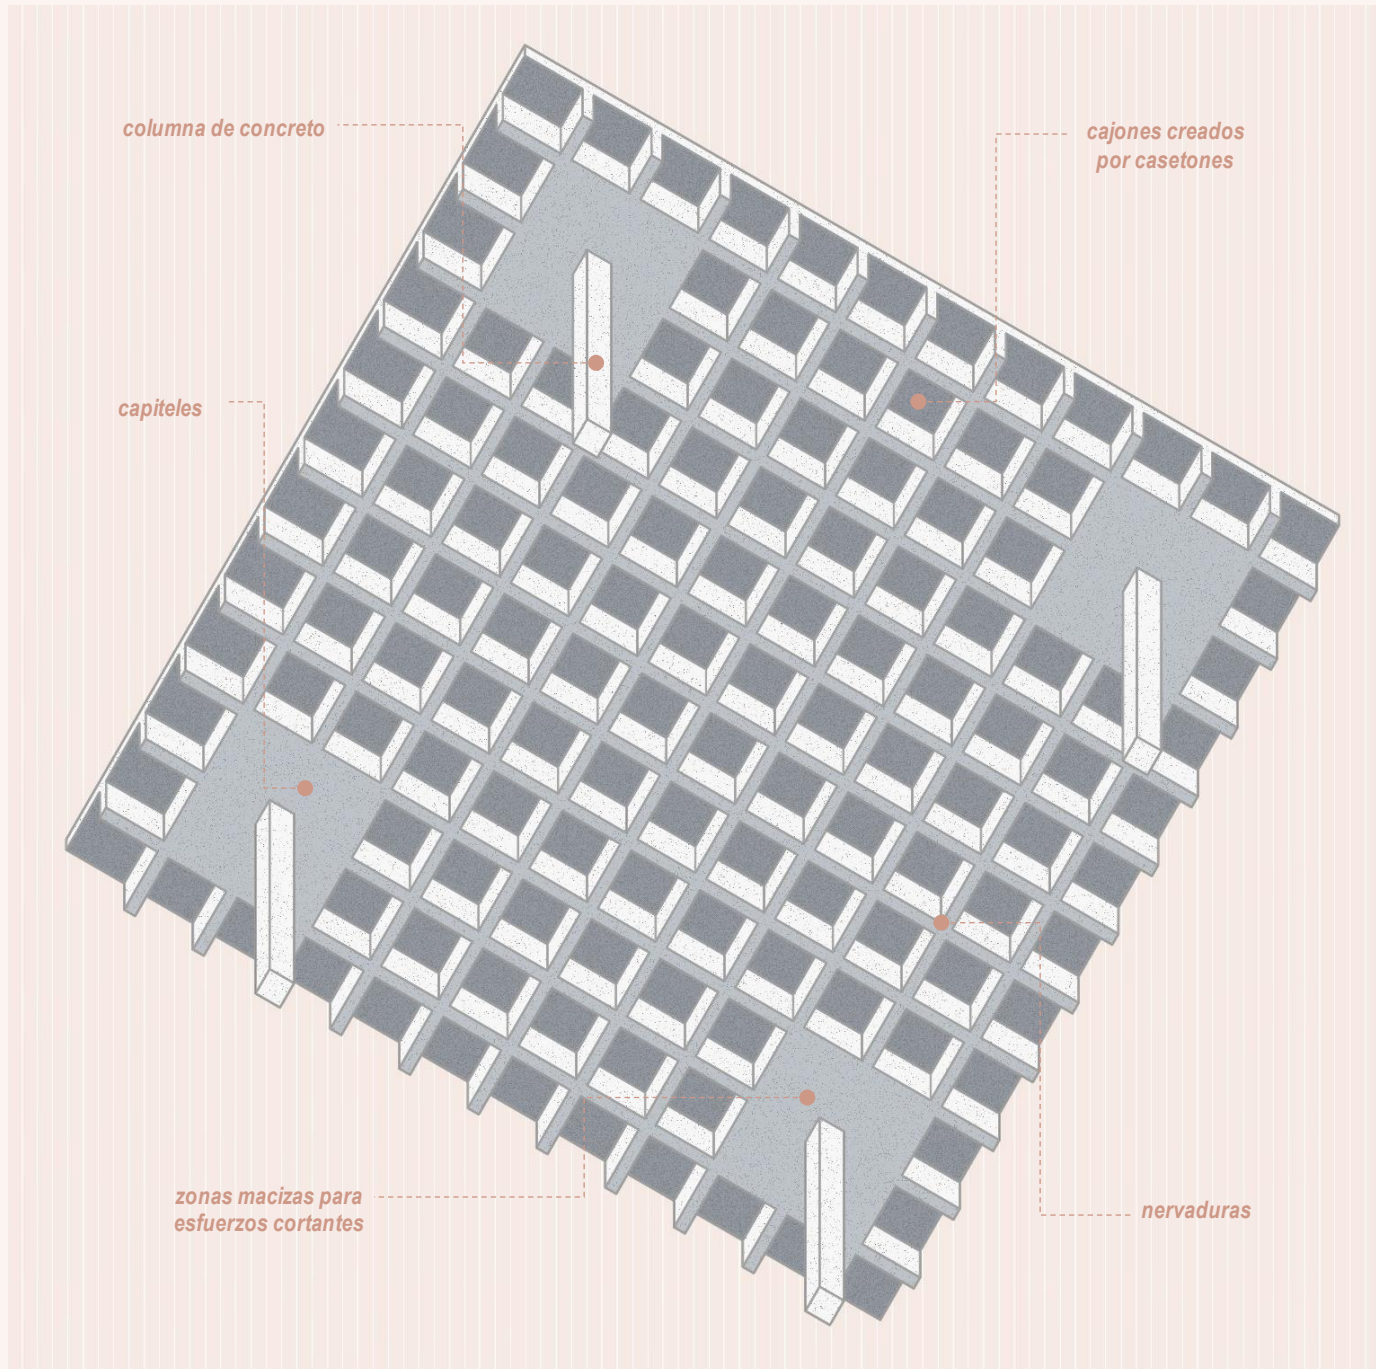 columna de concreto
cajones creados
por casetones
capiteles
zonas macizas para
esfuerzos cortantes
nervaduras